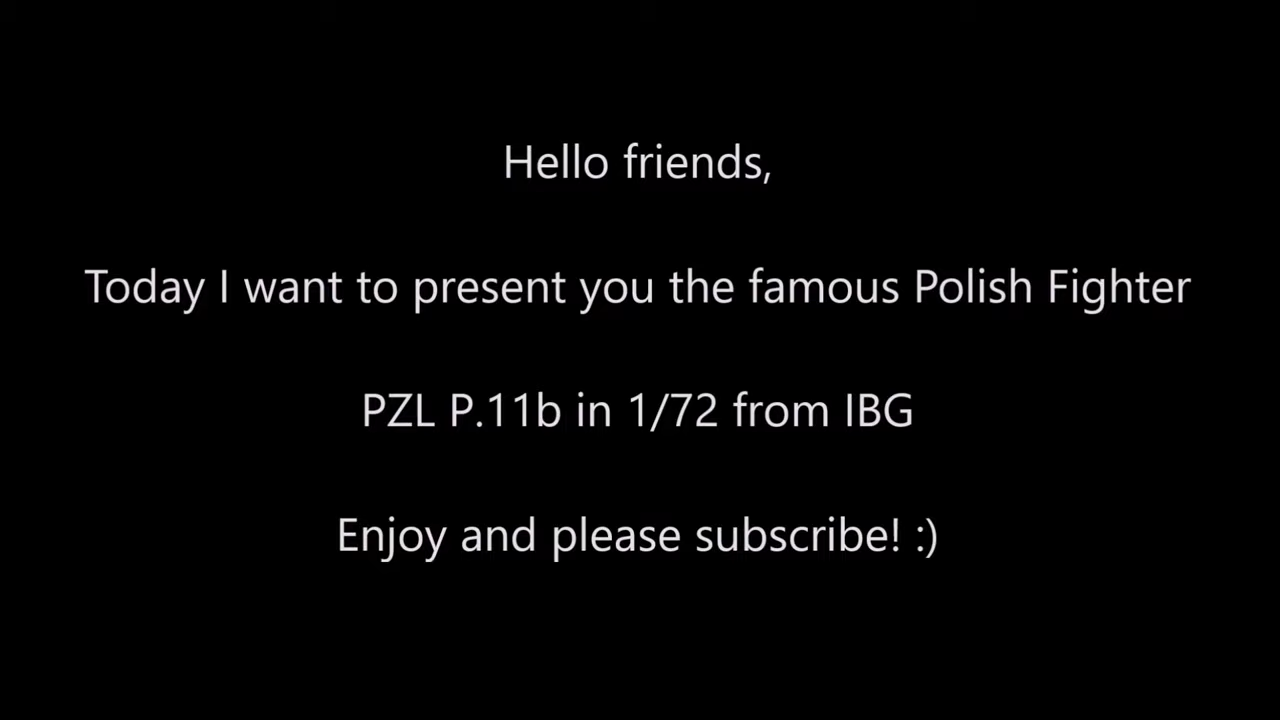 Hello friends,
Today I want to present you the famous Polish Fighter
PZL P.11b in 1/72 from IBG
Enjoy and please subscribe! :)